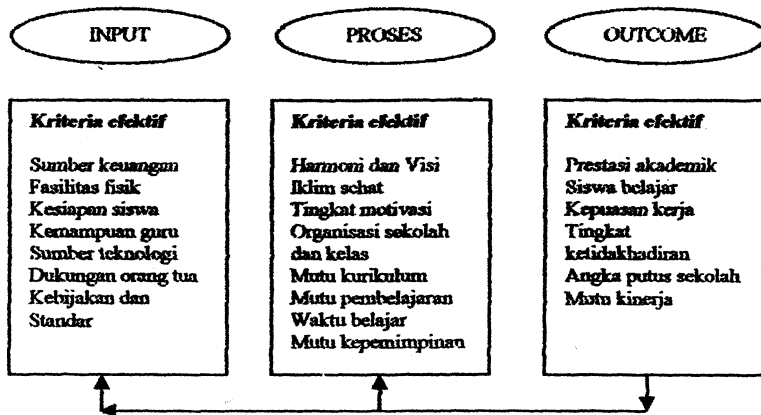 INPUT
PROSES
OUTCOME
Kriteria efektif
Sumber keuangan
Fasilitas fisik
Kesiapan siswa
Kemampuan guru
Sumber teknologi
Dukungan orang tua
Kebijakan dan
Standar
Kriteria efektif
Harmoni dan Visi
Iklim sehat
Tingkat motivasi
Organisasi sekolah
dan kelas
Mutu kurikulum
Mutu pembelajaran
Waktu belajar
Mutu kepemimpinan
Kriteria efektif
Prestasi akademik
Siswa belajar
Kepuasan kerja
Tingkat
ketidakhadiran
Angka putus sekolah
Mutu kinerja